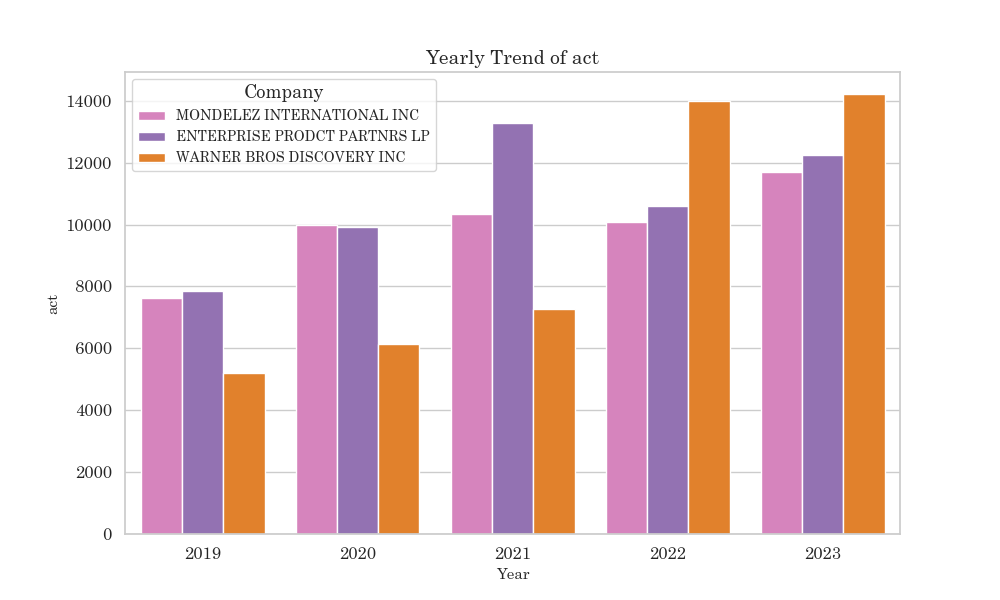 Yearly Trend of act
Company
MONDELEZ INTERNATIONAL INC
ENTERPRISE PRODCT PARTNRS LP
WARNER BROS DISCOVERY INC
14000
12000
10000
8000
6000
4000
2000
0
act
2019 2020 2021 2022 2023
Year